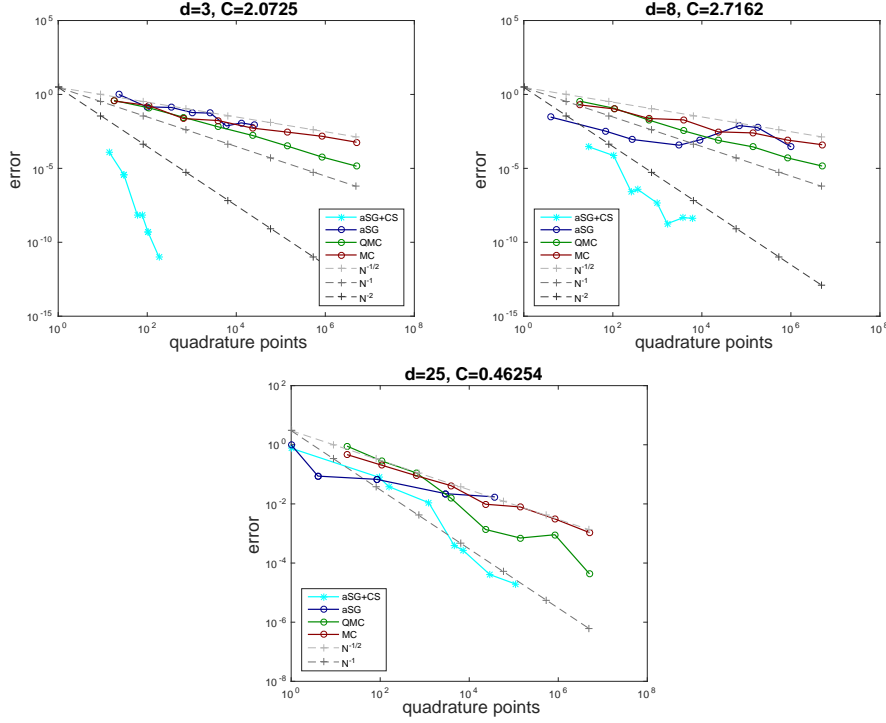 d=3, C=2.0725
10^5
10^0
10^-5
10^-10
10^-15
error
10^0
10^2
10^4
10^6
10^8
quadrature points
aSG+CS
aSG
QMC
MC
N^-1/2
N^-1
N^-2
d=8, C=2.7162
10^5
10^0
10^-5
10^-10
10^-15
error
10^0
10^2
10^4
10^6
10^8
quadrature points
aSG+CS
aSG
QMC
MC
N^-1/2
N^-1
N^-2
d=25, C=0.46254
10^2
10^0
10^-2
10^-4
10^-6
10^-8
error
10^0
10^2
10^4
10^6
10^8
quadrature points
aSG+CS
aSG
QMC
MC
N^-1/2
N^-1